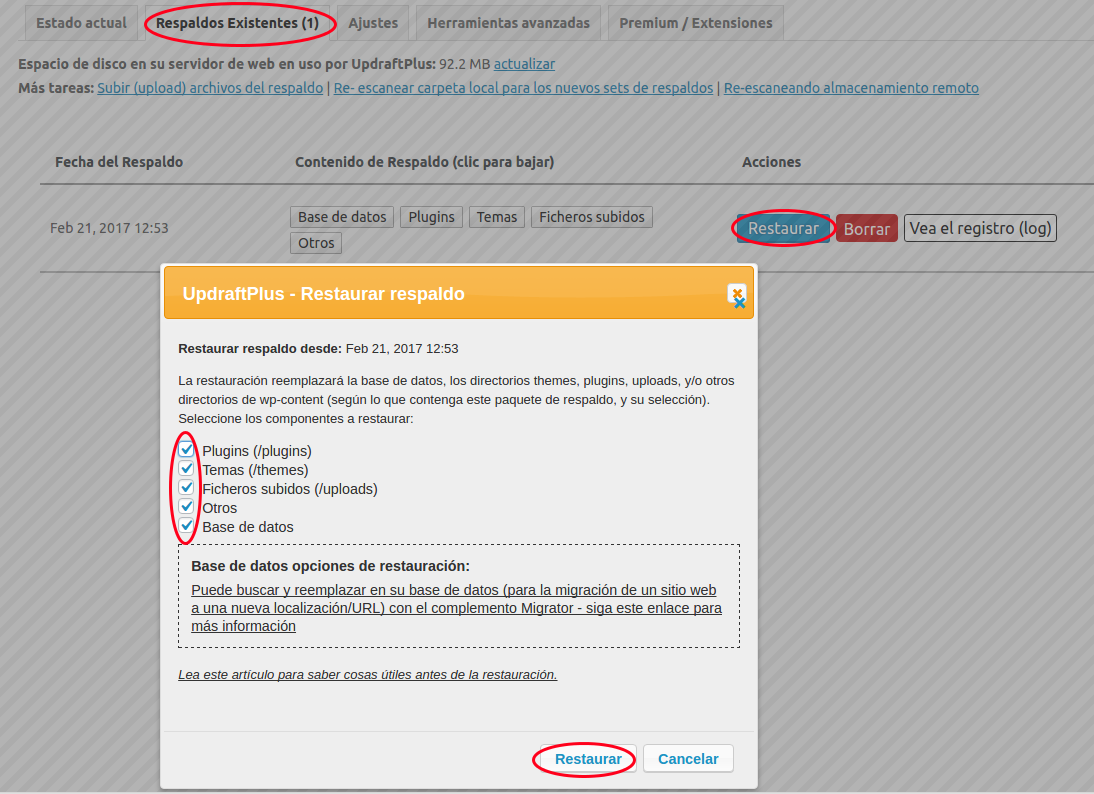 Estado actual
Respaldos Existentes (1)
Ajustes
Herramientas avanzadas
Premium / Extensiones
Espacio de disco en su servidor de web en uso por UpdraftPlus: 92.2 MB actualizar
Más tareas: Subir (upload) archivos del respaldo | Re- escanear carpeta local para los nuevos sets de respaldos | Re-escaneando almacenamiento remoto
Fecha del Respaldo
Contenido de Respaldo (clic para bajar)
Acciones
Feb 21, 2017 12:53
Base de datos
Plugins
Temas
Ficheros subidos
Otros
Restaurar
Borrar
Vea el registro (log)
UpdraftPlus - Restaurar respaldo
Restaurar respaldo desde: Feb 21, 2017 12:53
La restauración reemplazará la base de datos, los directorios themes, plugins, uploads, y/o otros
directorios de wp-content (según lo que contenga este paquete de respaldo, y su selección).
Seleccione los componentes a restaurar:
Plugins (/plugins)
Temas (/themes)
Ficheros subidos (/uploads)
Otros
Base de datos
Base de datos opciones de restauración:
Puede buscar y reemplazar en su base de datos (para la migración de un sitio web
a una nueva localización/URL) con el complemento Migrator - siga este enlace para
más información
Lea este artículo para saber cosas útiles antes de la restauración.
Restaurar
Cancelar